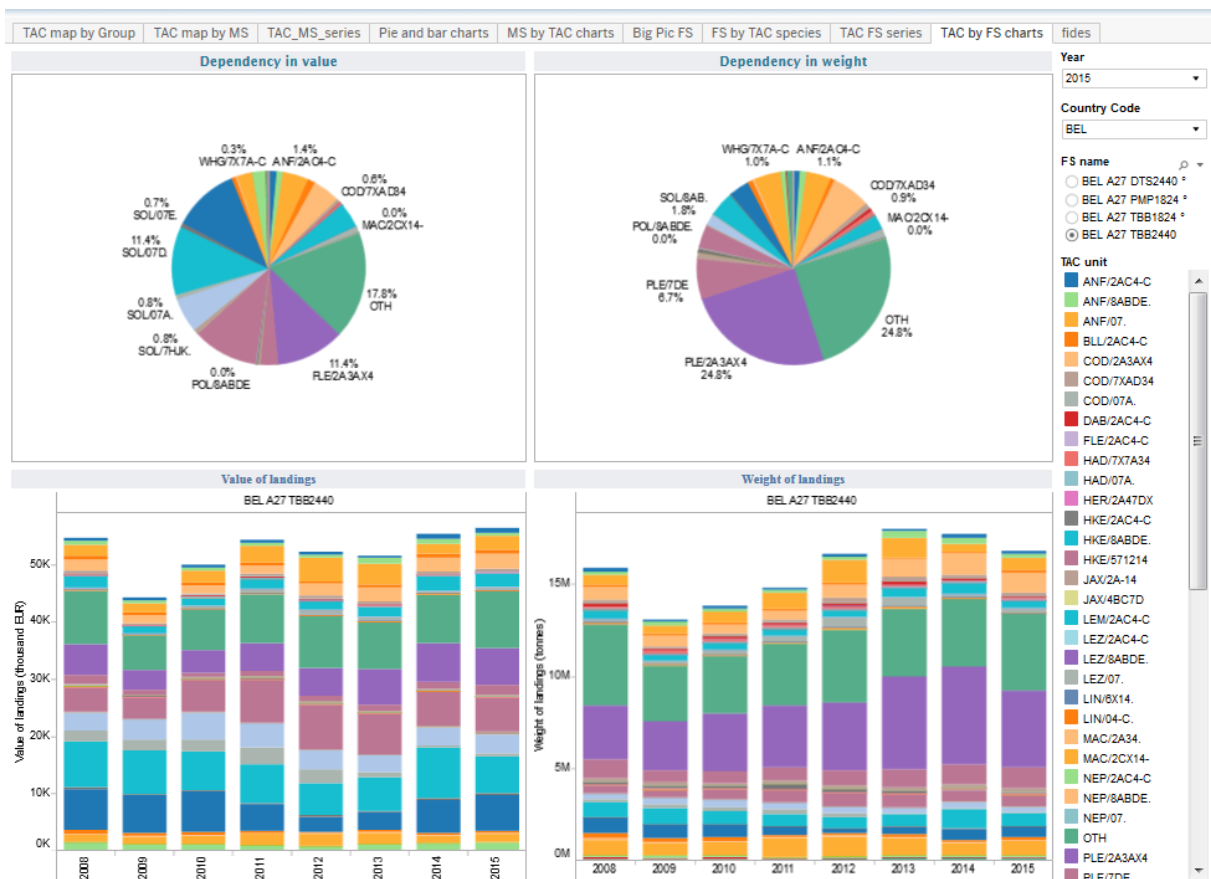 TAC map by Group TAC map by MS TAC_MS_series Pie and bar charts MS by TAC charts Big Pic FS FS by TAC species TAC FS series TAC by FS charts fides
Dependency in value
0.3%
WHG/7X7A-C
1.4%
ANF/2AC4-C
0.6%
COD/7XAD34
0.0%
MAC/2CX14-
17.8%
OTH
11.4%
PLE/2A3AX4
0.0%
POL/8ABDE
0.8%
SOL/7HJK.
0.8%
SOL/07A.
11.4%
SOL/07D.
0.7%
SOL/07E.
Dependency in weight
WHG/7X7A-C
1.0%
ANF/2AC4-C
1.1%
COD/7XAD34
0.9%
MAC/2CX14-
0.0%
OTH
24.8%
PLE/2A3AX4
24.8%
PLE/7DE
6.7%
POL/8ABDE.
0.0%
SOL/8AB.
1.8%
Value of landings
BEL A27 TBB2440
Value of landings (thousand EUR)
50K
40K
30K
20K
10K
0K
2008 2009 2010 2011 2012 2013 2014 2015
Weight of landings
BEL A27 TBB2440
Weight of landings (tonnes)
15M
10M
5M
0M
2008 2009 2010 2011 2012 2013 2014 2015
Year
2015
Country Code
BEL
FS name
BEL A27 DTS2440 °
BEL A27 PMP1824 °
BEL A27 TBB1824 °
BEL A27 TBB2440
TAC unit
ANF/2AC4-C
ANF/8ABDE.
ANF/07.
BLL/2AC4-C
COD/2A3AX4
COD/7XAD34
COD/07A.
DAB/2AC4-C
FLE/2AC4-C
HAD/7X7A34
HAD/07A.
HER/2A47DX
HKE/2AC4-C
HKE/8ABDE.
HKE/571214
JAX/2A-14
JAX/4BC7D
LEM/2AC4-C
LEZ/2AC4-C
LEZ/8ABDE.
LEZ/07.
LIN/6X14.
LIN/04-C.
MAC/2A34.
MAC/2CX14-
NEP/2AC4-C
NEP/8ABDE.
NEP/07.
OTH
PLE/2A3AX4
PLE/7DE